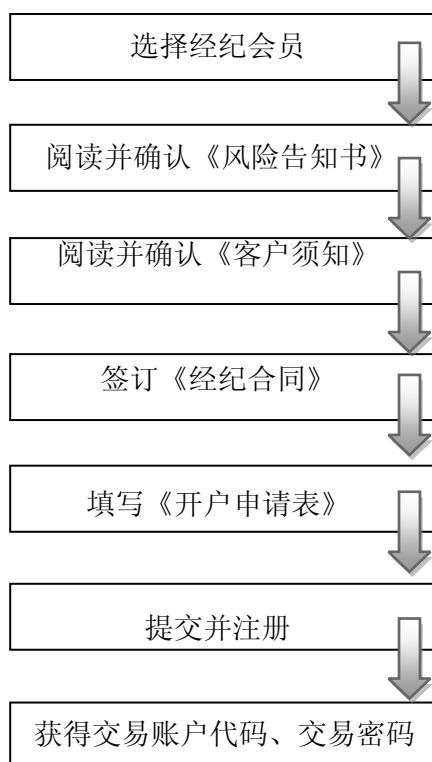 选择经纪会员
阅读并确认《风险告知书》
阅读并确认《客户须知》
签订《经纪合同》
填写《开户申请表》
提交并注册
获得交易账户代码、交易密码